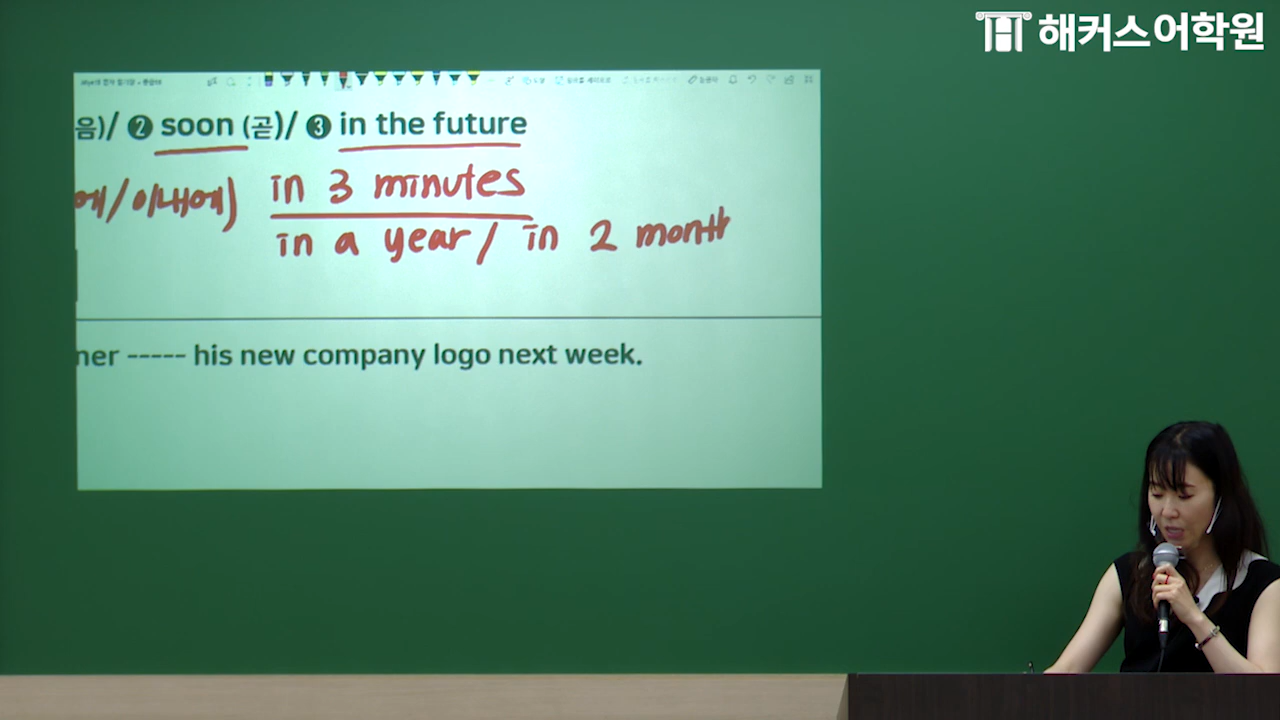 해커스어학원
음)/ ❷ soon (곧)/ ❸ in the future
에/이내에) in 3 minutes
in a year / in 2 month
ner ----- his new company logo next week.